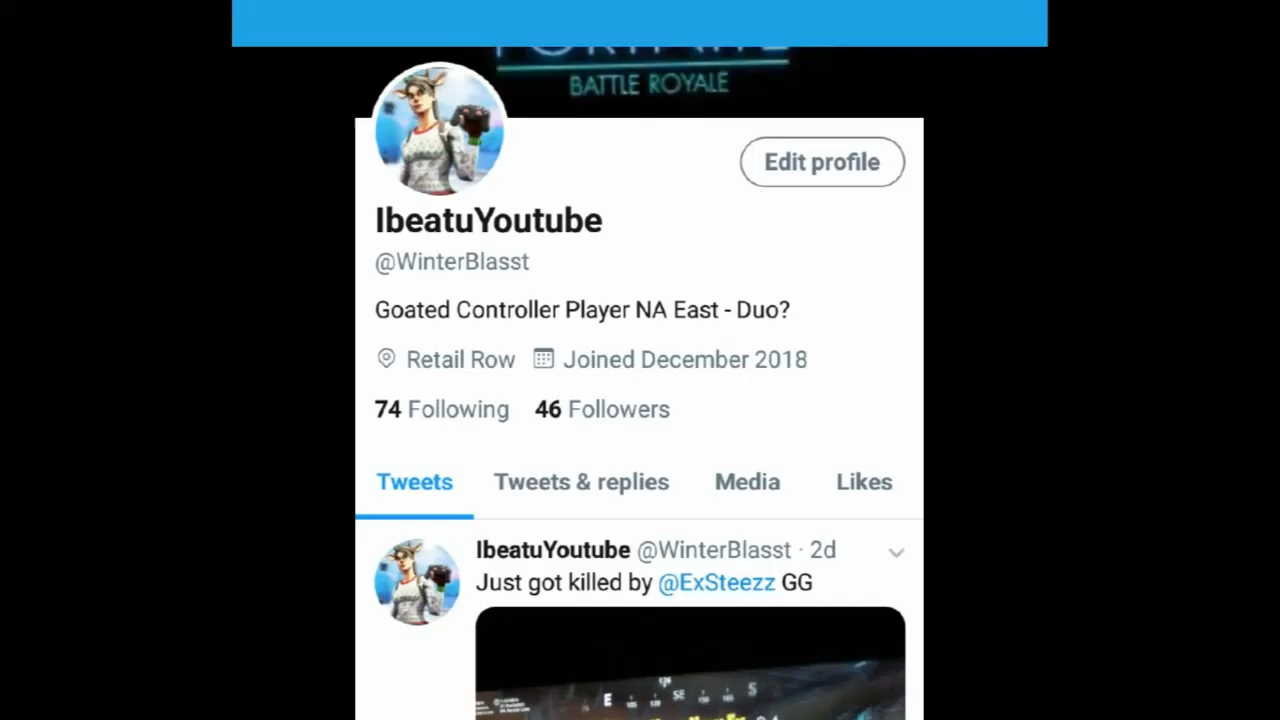 BATTLE ROYALE
Edit profile
IbeatuYoutube
@WinterBlasst
Goated Controller Player NA East - Duo?
Retail Row Joined December 2018
74 Following 46 Followers
Tweets Tweets & replies Media Likes
IbeatuYoutube @WinterBlasst · 2d
Just got killed by @ExSteezz GG
E SE S